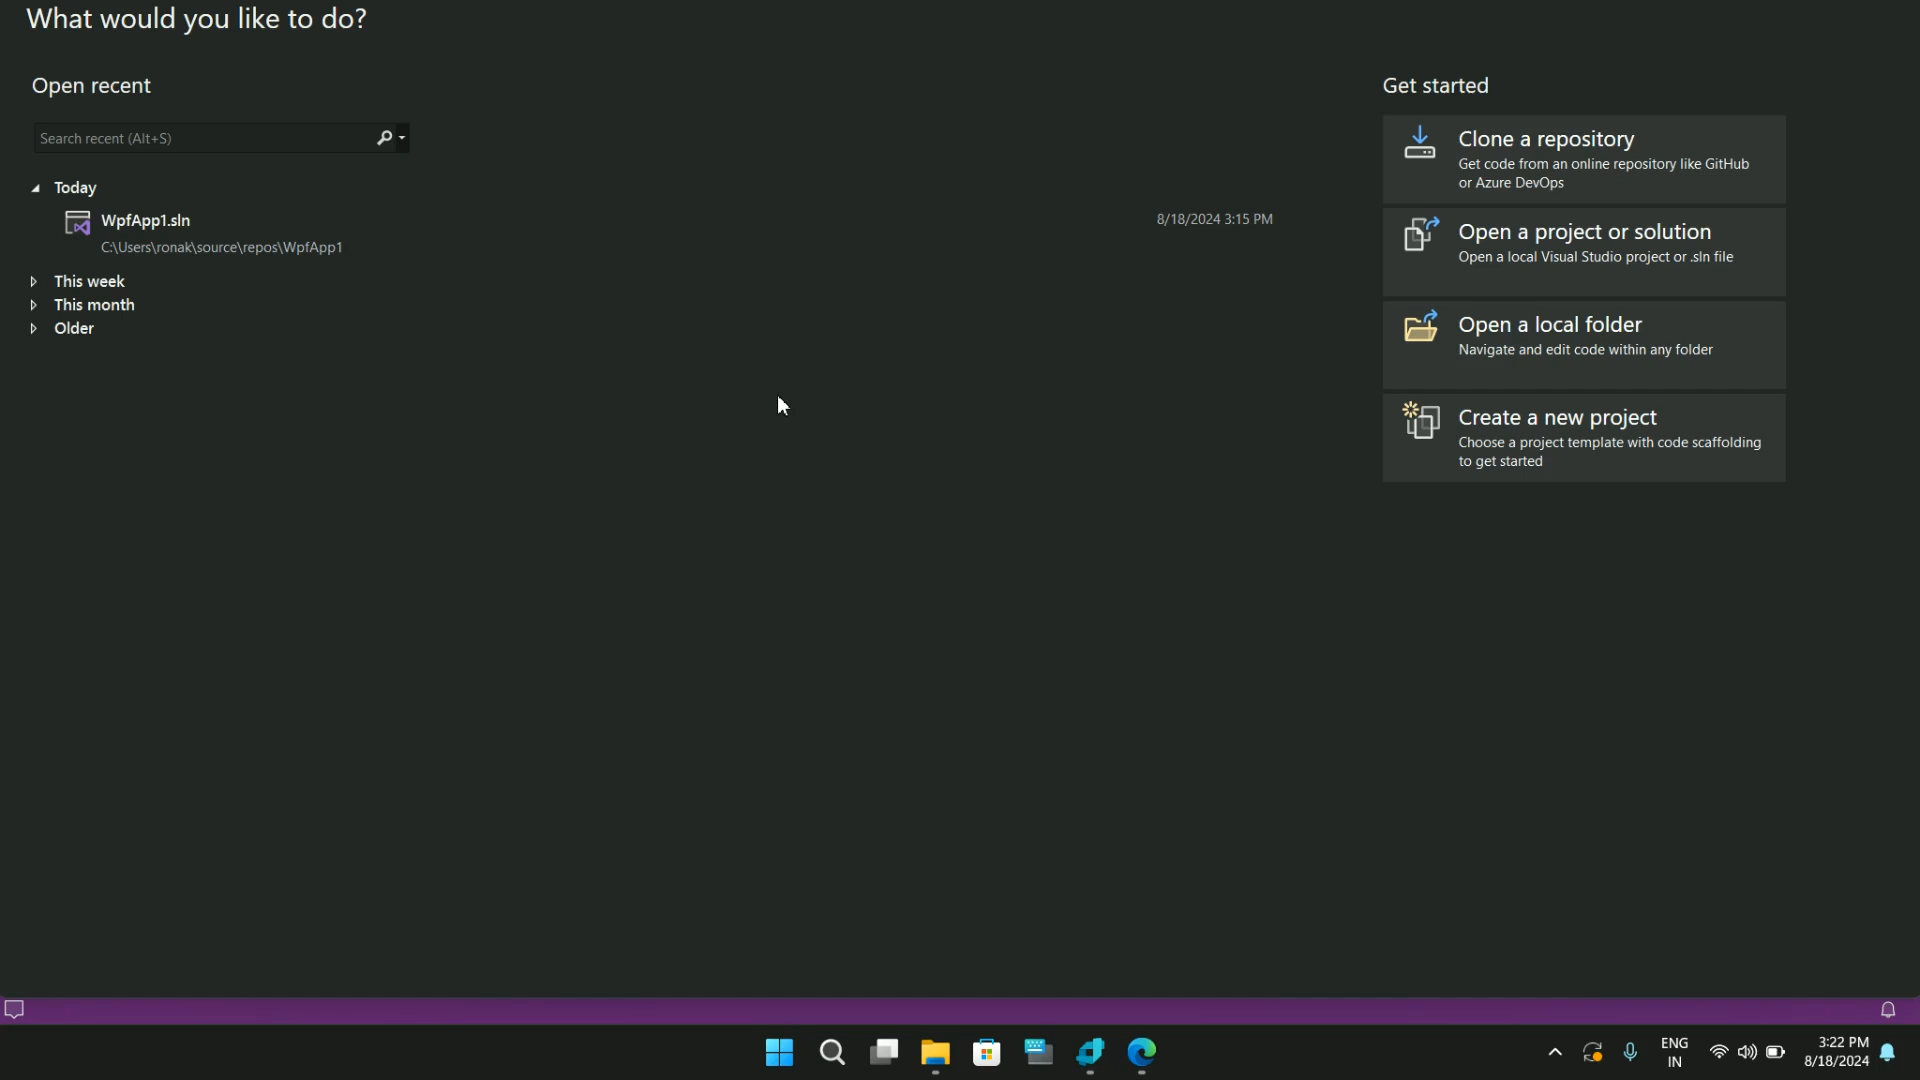 What would you like to do?
Open recent
Search recent (Alt+S)
Today
WpfApp1.sln
8/18/2024 3:15 PM
C:\Users\ronak\source\repos\WpfApp1
This week
This month
Older
Get started
Clone a repository
Get code from an online repository like GitHub
or Azure DevOps
Open a project or solution
Open a local Visual Studio project or .sln file
Open a local folder
Navigate and edit code within any folder
Create a new project
Choose a project template with code scaffolding
to get started
ENG
IN
3:22 PM
8/18/2024